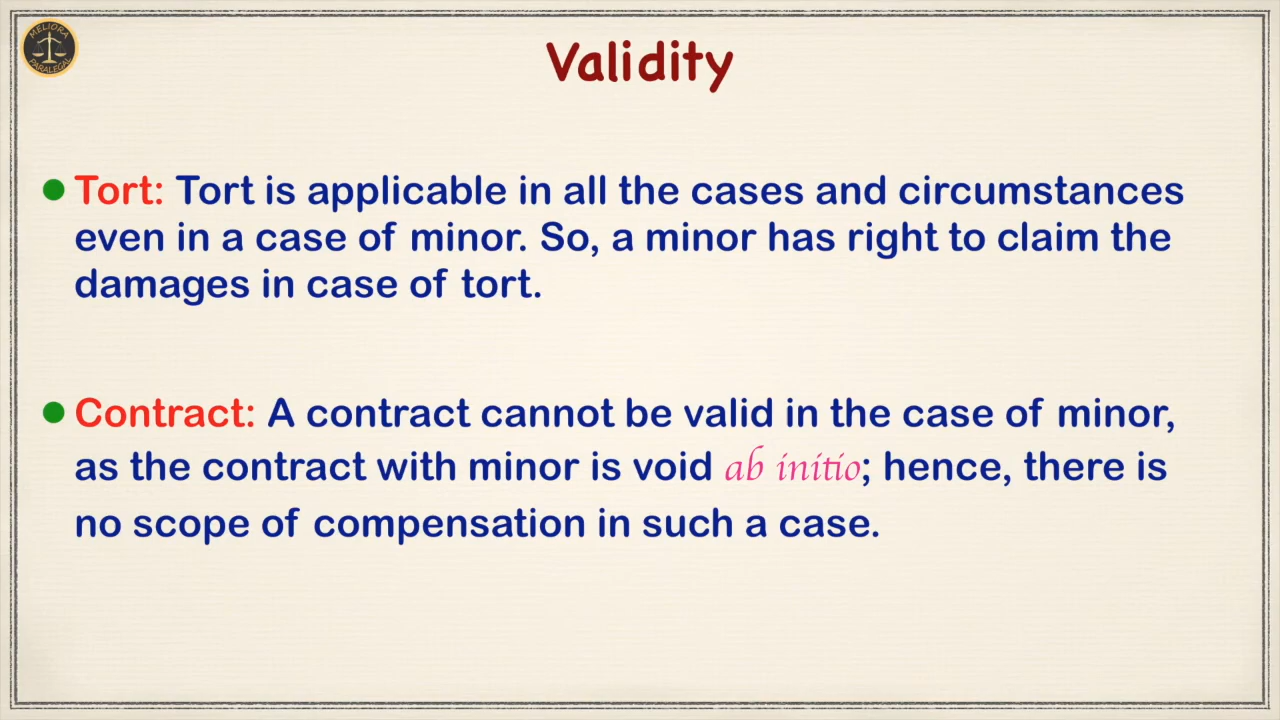 MELIORA
PARALEGAL
Validity
Tort: Tort is applicable in all the cases and circumstances
even in a case of minor. So, a minor has right to claim the
damages in case of tort.
Contract: A contract cannot be valid in the case of minor,
as the contract with minor is void ab initio; hence, there is
no scope of compensation in such a case.